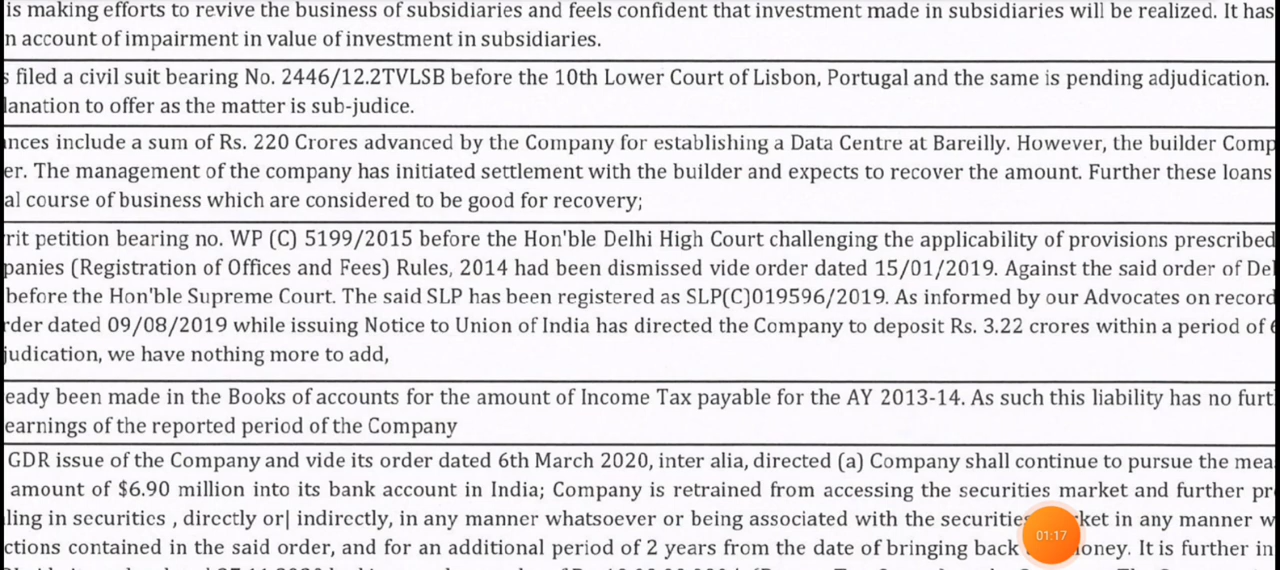 is making efforts to revive the business of subsidiaries and feels confident that investment made in subsidiaries will be realized. It has
n account of impairment in value of investment in subsidiaries.
s filed a civil suit bearing No. 2446/12.2TVLSB before the 10th Lower Court of Lisbon, Portugal and the same is pending adjudication.
lanation to offer as the matter is sub-judice.
nces include a sum of Rs. 220 Crores advanced by the Company for establishing a Data Centre at Bareilly. However, the builder Comp
er. The management of the company has initiated settlement with the builder and expects to recover the amount. Further these loans
al course of business which are considered to be good for recovery;
rit petition bearing no. WP (C) 5199/2015 before the Hon'ble Delhi High Court challenging the applicability of provisions prescribed
panies (Registration of Offices and Fees) Rules, 2014 had been dismissed vide order dated 15/01/2019. Against the said order of Del
before the Hon'ble Supreme Court. The said SLP has been registered as SLP(C)019596/2019. As informed by our Advocates on record
rder dated 09/08/2019 while issuing Notice to Union of India has directed the Company to deposit Rs. 3.22 crores within a period of 6
judication, we have nothing more to add,
eady been made in the Books of accounts for the amount of Income Tax payable for the AY 2013-14. As such this liability has no furt
earnings of the reported period of the Company
GDR issue of the Company and vide its order dated 6th March 2020, inter alia, directed (a) Company shall continue to pursue the mea
amount of $6.90 million into its bank account in India; Company is retrained from accessing the securities market and further pr
ling in securities , directly or| indirectly, in any manner whatsoever or being associated with the securities ket in any manner w
ctions contained in the said order, and for an additional period of 2 years from the date of bringing back oney. It is further in
01:17